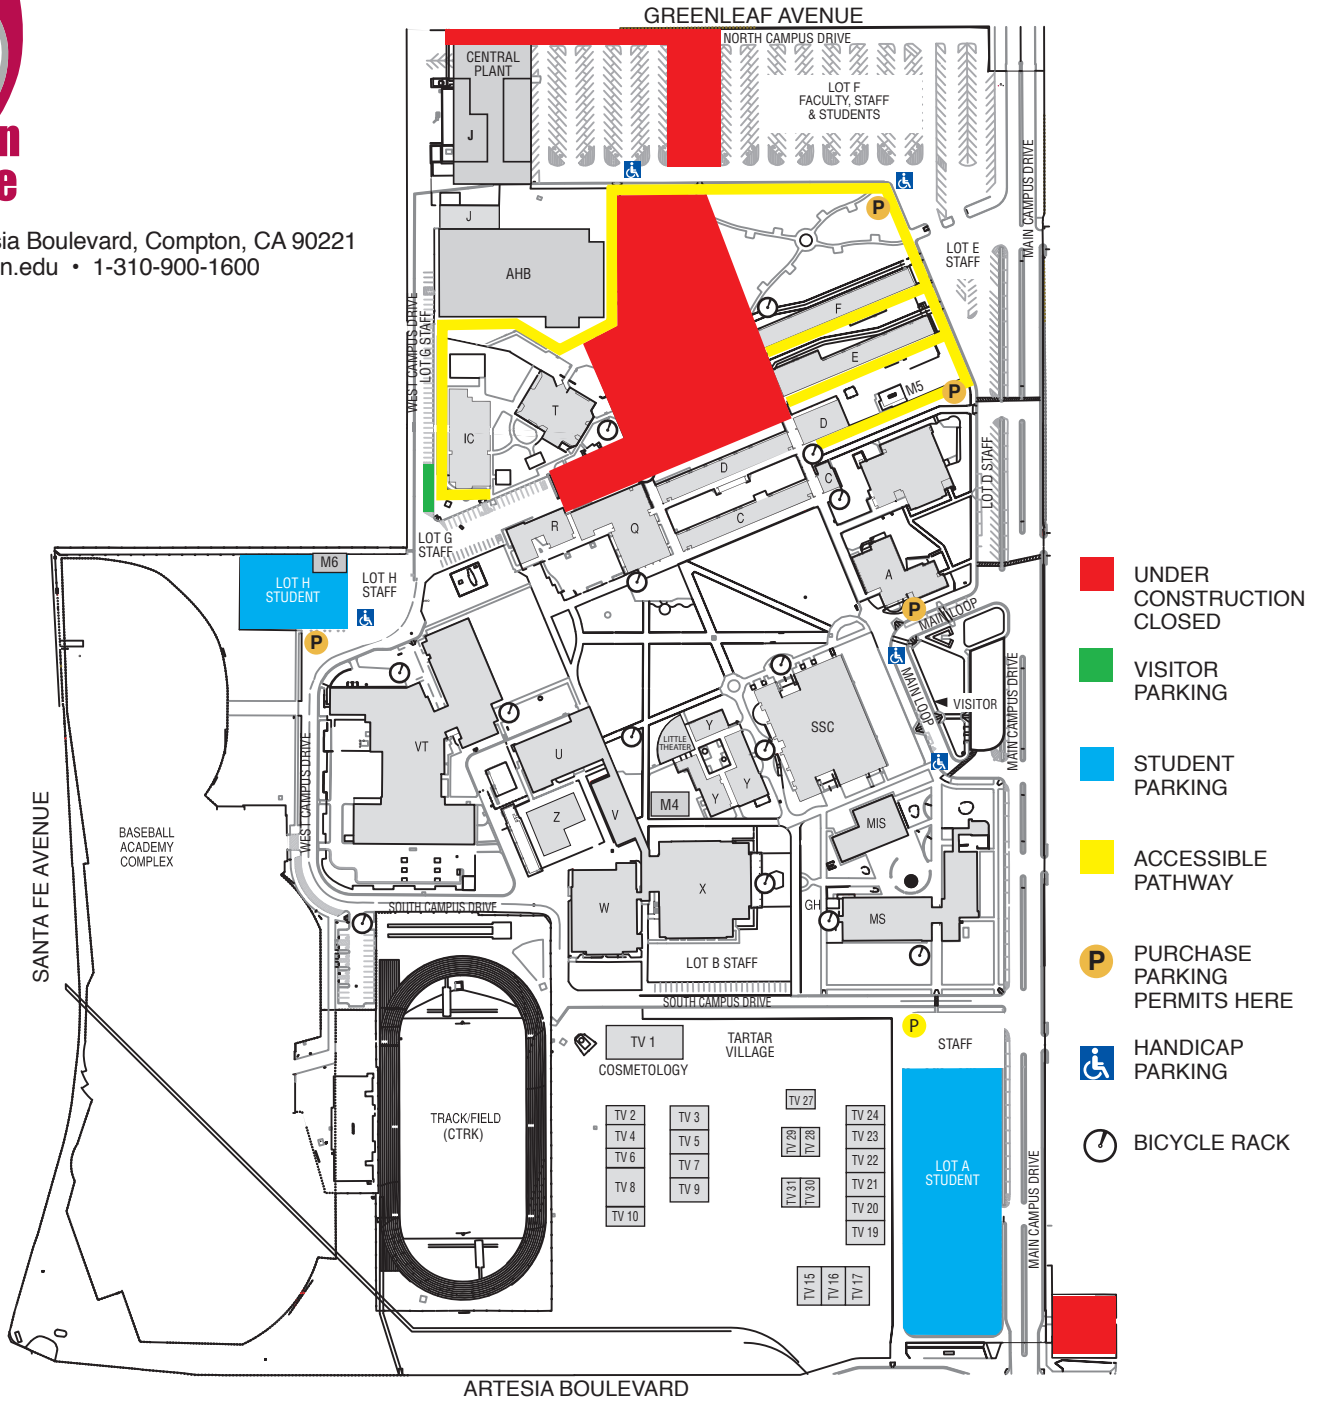 GREENLEAF AVENUE
NORTH CAMPUS DRIVE
CENTRAL
PLANT
J
LOT F
FACULTY, STAFF
& STUDENTS
n
e
MAIN CAMPUS DRIVE
P
J
sia Boulevard, Compton, CA 90221
n.edu • 1-310-900-1600
LOT E
STAFF
AHB
WEST CAMPUS DRIVE
LOT G STAFF
F
E
M5
P
T
IC
D
D
C
C
LOT D STAFF
R
Q
LOT G
STAFF
M6
LOT H
STUDENT
LOT H
STAFF
A
P
MAIN LOOP
P
UNDER
CONSTRUCTION
CLOSED
VISITOR
PARKING
STUDENT
PARKING
ACCESSIBLE
PATHWAY
P
PURCHASE
PARKING
PERMITS HERE
HANDICAP
PARKING
BICYCLE RACK
MAIN LOOP
VISITOR
MAIN CAMPUS DRIVE
SSC
LITTLE
THEATER
Y
Y
Y
VT
U
Z
V
M4
MIS
WEST CAMPUS DRIVE
BASEBALL
ACADEMY
COMPLEX
SANTA FE AVENUE
X
W
GH
MS
SOUTH CAMPUS DRIVE
LOT B STAFF
SOUTH CAMPUS DRIVE
P
STAFF
TV 1
COSMETOLOGY
TARTAR
VILLAGE
TRACK/FIELD
(CTRK)
TV 2
TV 4
TV 6
TV 8
TV 10
TV 3
TV 5
TV 7
TV 9
TV 27
TV 29
TV 28
TV 31
TV 30
TV 24
TV 23
TV 22
TV 21
TV 20
TV 19
TV 15
TV 16
TV 17
LOT A
STUDENT
MAIN CAMPUS DRIVE
ARTESIA BOULEVARD